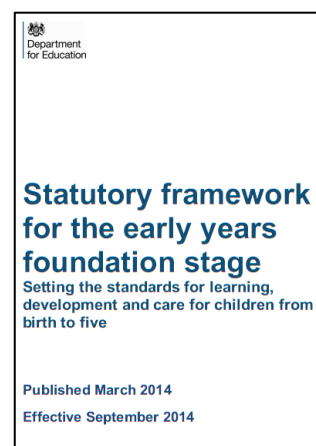 Department
for Education
Statutory framework
for the early years
foundation stage
Setting the standards for learning,
development and care for children from
birth to five
Published March 2014
Effective September 2014